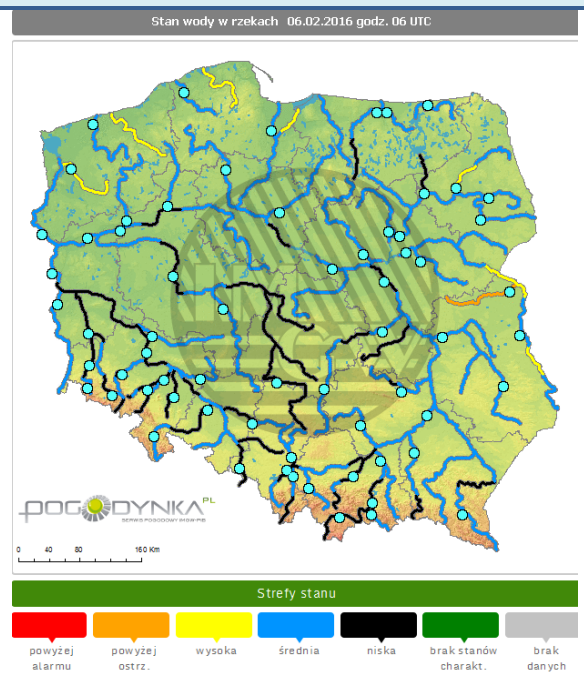 Stan wody w rzekach 06.02.2016 godz. 06 UTC
POGODYNKA.PL
SERWIS POGODOWY IMGW-PIB
0 40 80 160 Km
Strefy stanu
powyżej alarmu
powyżej ostrz.
wysoka
średnia
niska
brak stanów charakt.
brak danych